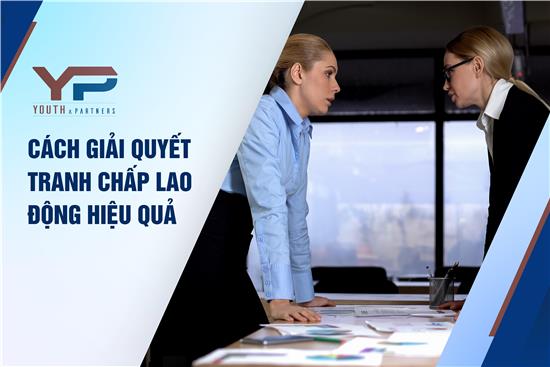 YP
YOUTH & PARTNERS
CÁCH GIẢI QUYẾT
TRANH CHẤP LAO
ĐỘNG HIỆU QUẢ